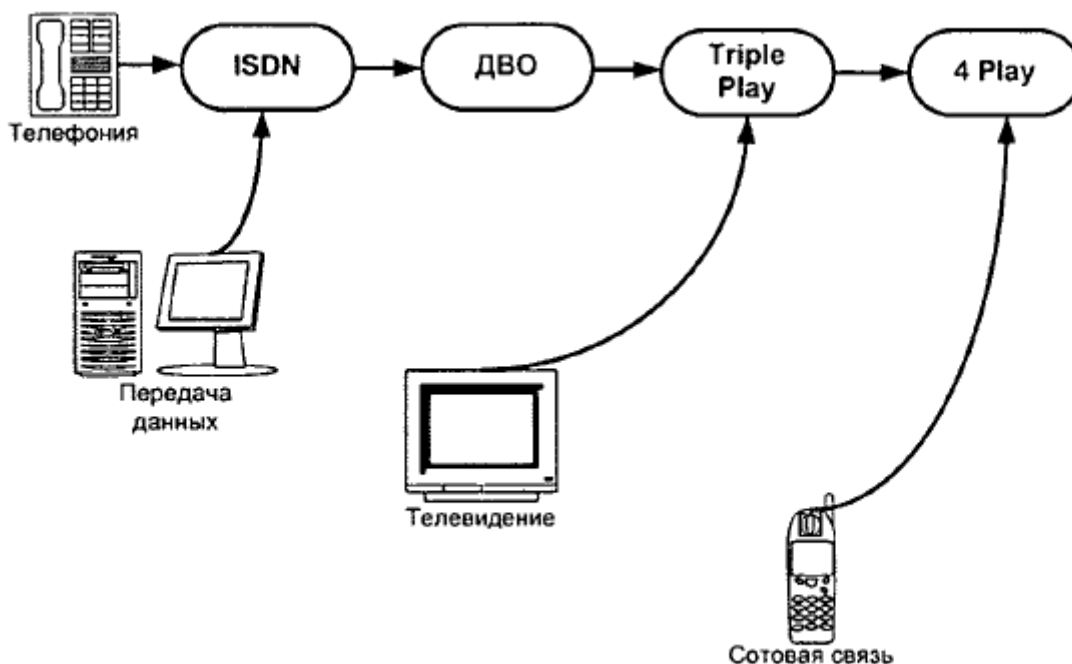 ISDN
ДВО
Triple
Play
4 Play
Телефония
Передача
данных
Телевидение
Сотовая связь